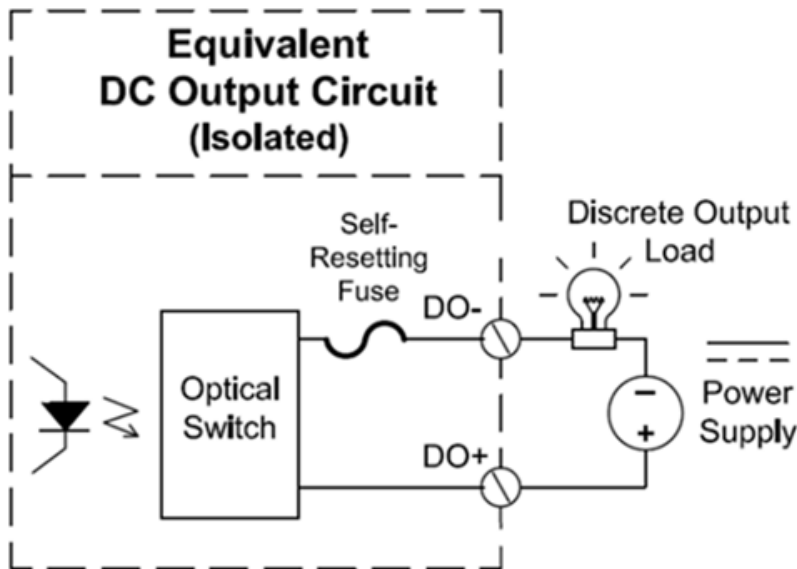 Equivalent
DC Output Circuit
(Isolated)
Self-
Resetting
Fuse
Discrete Output
Load
DO-
Optical
Switch
Power
Supply
DO+